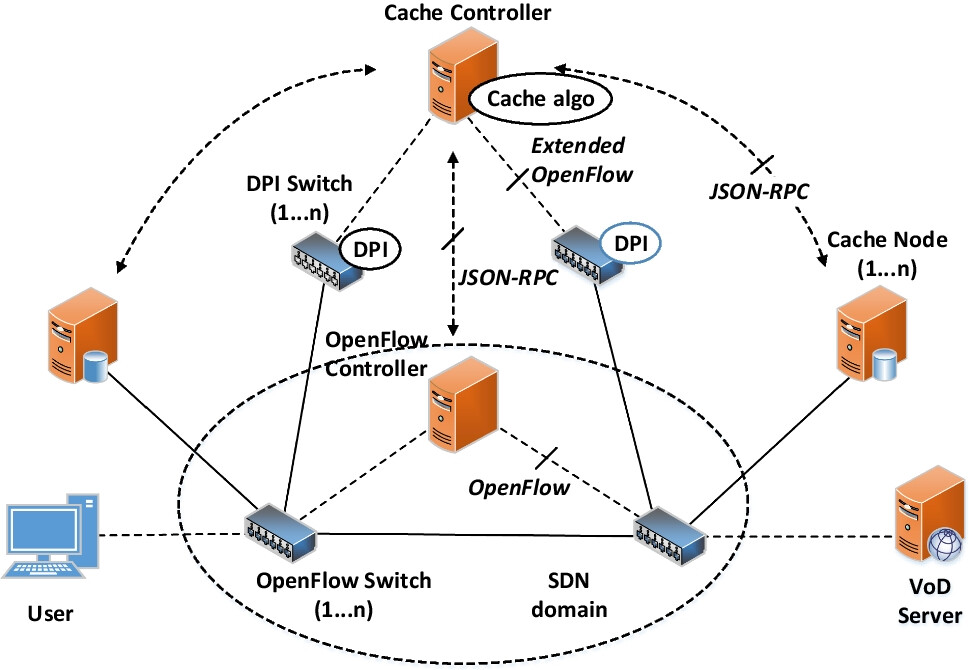 Cache Controller
Cache algo
Extended
OpenFlow
JSON-RPC
DPI Switch
(1...n)
DPI
DPI
Cache Node
(1...n)
JSON-RPC
OpenFlow
Controller
OpenFlow
User
OpenFlow Switch
(1...n)
SDN
domain
VoD
Server